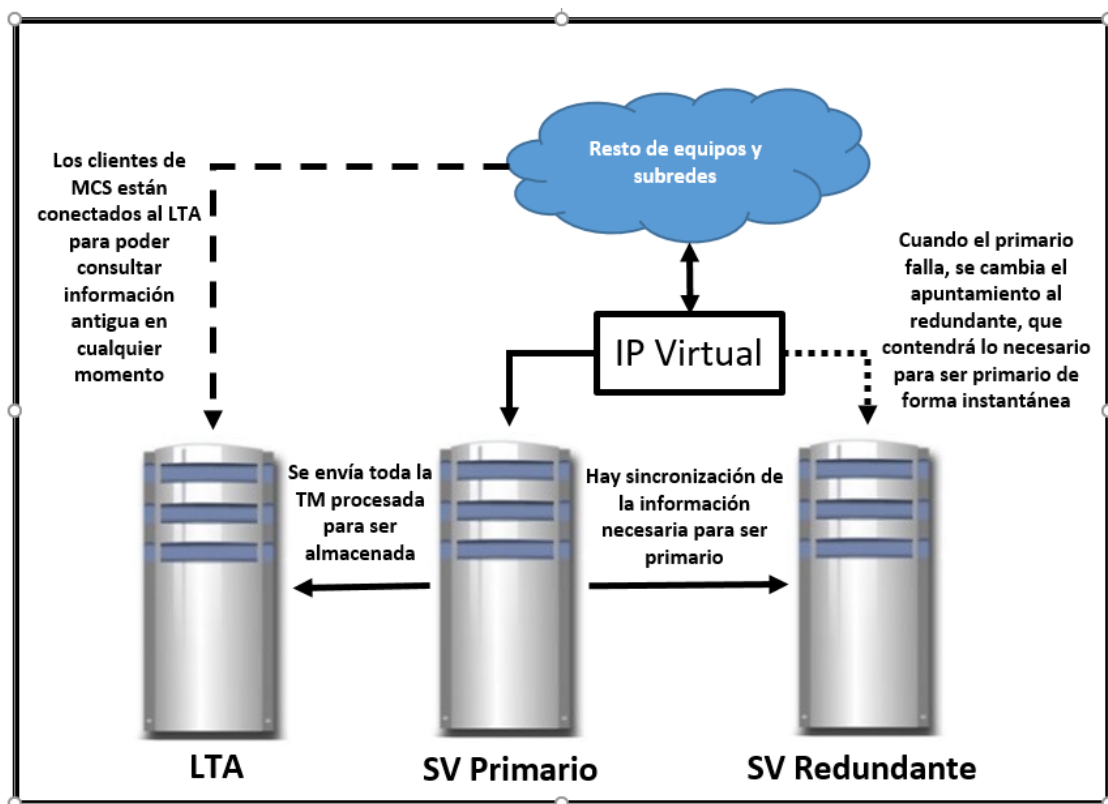 Resto de equipos y
subredes
Los clientes de
MCS están
conectados al LTA
para poder
consultar
información
antigua en
cualquier
momento
Cuando el primario
falla, se cambia el
apuntamiento al
redundante, que
contendrá lo necesario
para ser primario de
forma instantánea
IP Virtual
Se envía toda la
TM procesada
para ser
almacenada
Hay sincronización de
la información
necesaria para ser
primario
LTA
SV Primario
SV Redundante